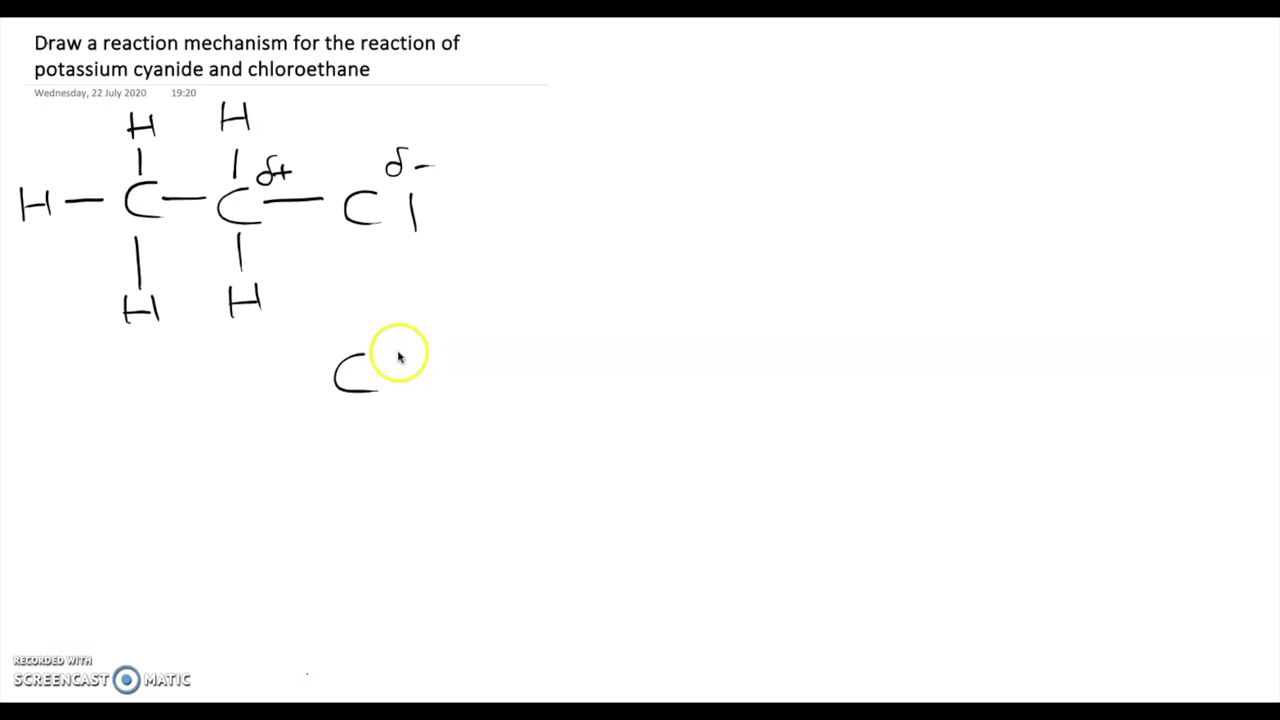 Draw a reaction mechanism for the reaction of
potassium cyanide and chloroethane
Wednesday, 22 July 2020 19:20
H H
δ+ δ-
H - C - C - Cl
H H
C
RECORDED WITH
SCREENCAST MATIC